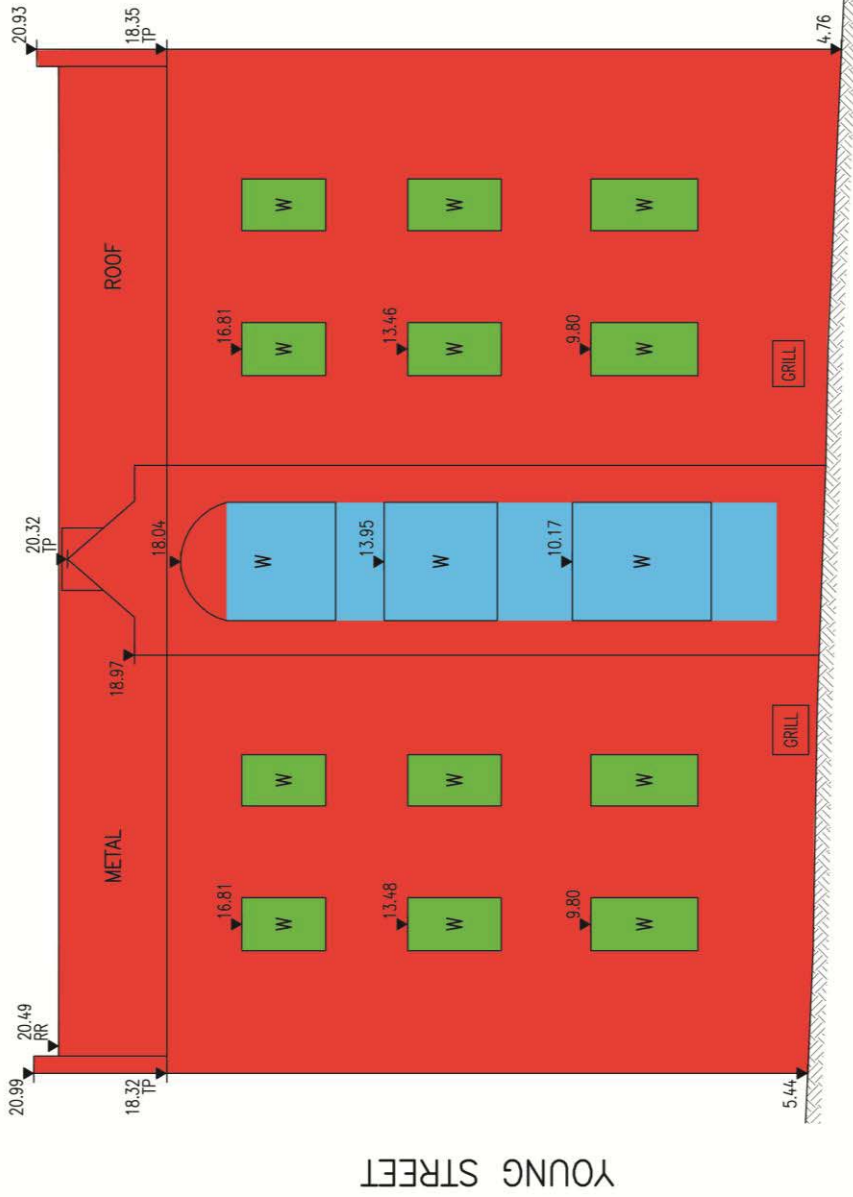 20.99
20.49
RR
20.32
TP
20.93
METAL
ROOF
18.32
TP
18.97
18.04
18.35
TP
16.81
W
W
W
16.81
W
W
13.48
W
W
13.95
W
13.46
W
W
9.80
W
W
10.17
W
9.80
W
W
GRILL
GRILL
5.44
4.76
YOUNG STREET